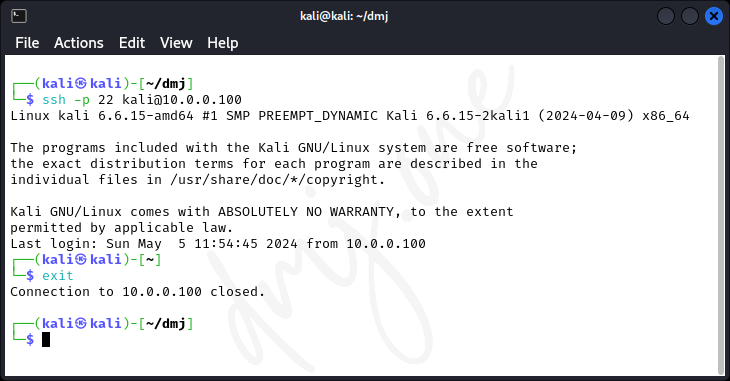 kali@kali: ~/dmj
File Actions Edit View Help
┌──(kali㉿kali)-[~/dmj]
└─$ ssh -p 22 kali@10.0.0.100
Linux kali 6.6.15-amd64 #1 SMP PREEMPT_DYNAMIC Kali 6.6.15-2kali1 (2024-04-09) x86_64
The programs included with the Kali GNU/Linux system are free software;
the exact distribution terms for each program are described in the
individual files in /usr/share/doc/*/copyright.
Kali GNU/Linux comes with ABSOLUTELY NO WARRANTY, to the extent
permitted by applicable law.
Last login: Sun May  5 11:54:45 2024 from 10.0.0.100
┌──(kali㉿kali)-[~]
└─$ exit
Connection to 10.0.0.100 closed.
┌──(kali㉿kali)-[~/dmj]
└─$
dmj.one